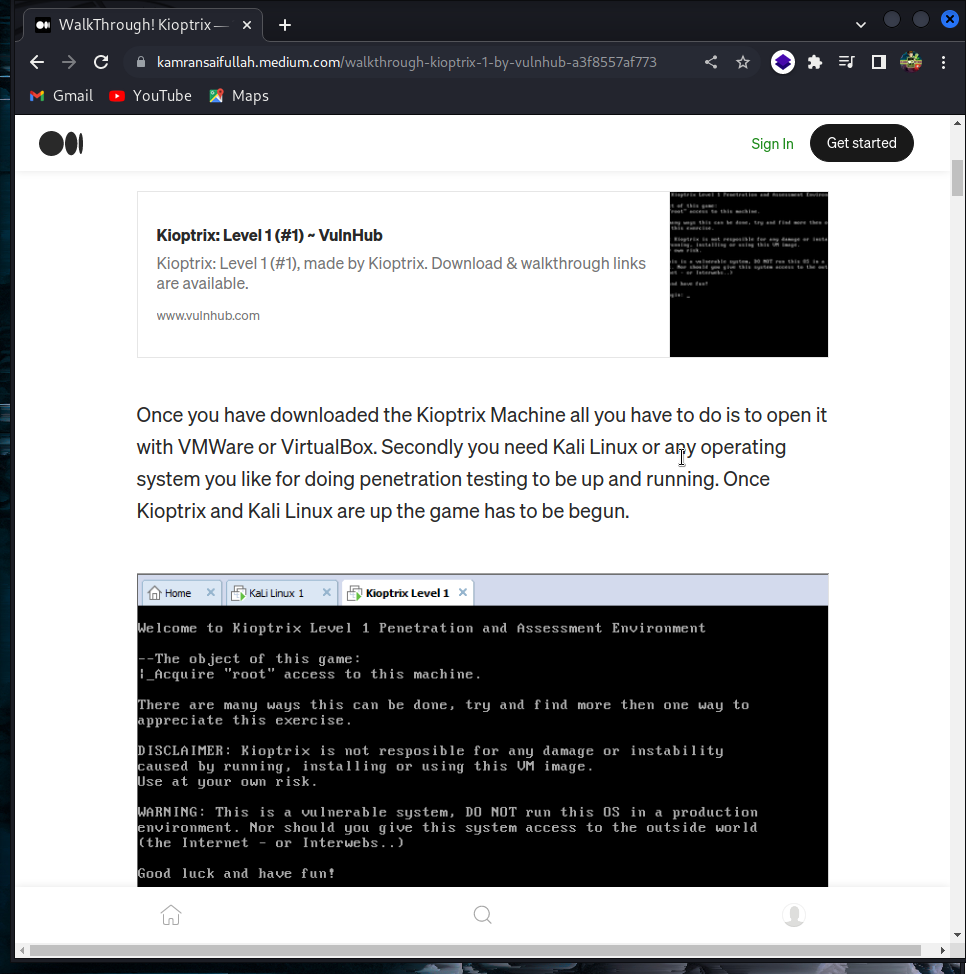 WalkThrough! Kioptrix —
kamransaifullah.medium.com/walkthrough-kioptrix-1-by-vulnhub-a3f8557af773
Gmail YouTube Maps
Sign In Get started
Kioptrix: Level 1 (#1) ~ VulnHub
Kioptrix: Level 1 (#1), made by Kioptrix. Download & walkthrough links
are available.
www.vulnhub.com
Once you have downloaded the Kioptrix Machine all you have to do is to open it
with VMWare or VirtualBox. Secondly you need Kali Linux or any operating
system you like for doing penetration testing to be up and running. Once
Kioptrix and Kali Linux are up the game has to be begun.
Home KaLi Linux 1 Kioptrix Level 1
Welcome to Kioptrix Level 1 Penetration and Assessment Environment
--The object of this game:
|_Acquire "root" access to this machine.
There are many ways this can be done, try and find more then one way to
appreciate this exercise.
DISCLAIMER: Kioptrix is not resposible for any damage or instability
caused by running, installing or using this VM image.
Use at your own risk.
WARNING: This is a vulnerable system, DO NOT run this OS in a production
environment. Nor should you give this system access to the outside world
(the Internet - or Interwebs..)
Good luck and have fun!